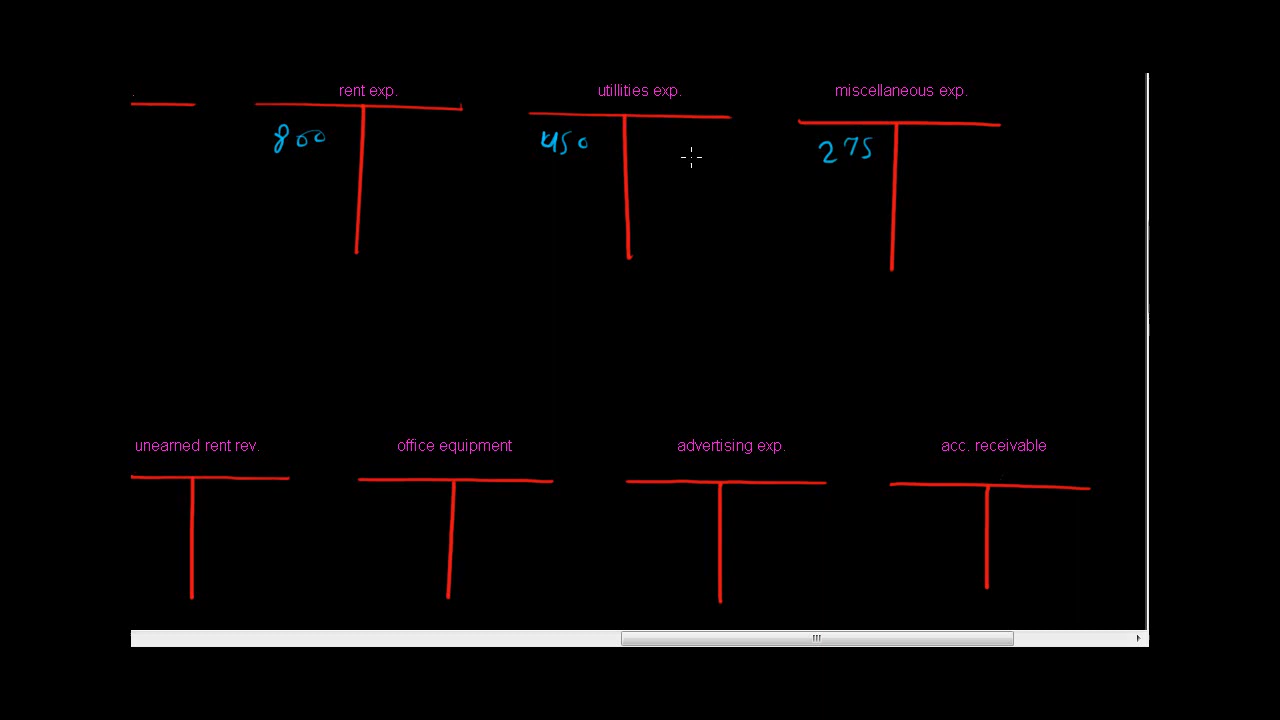 . rent exp. utillities exp. miscellaneous exp.
800 450 275
unearned rent rev. office equipment advertising exp. acc. receivable